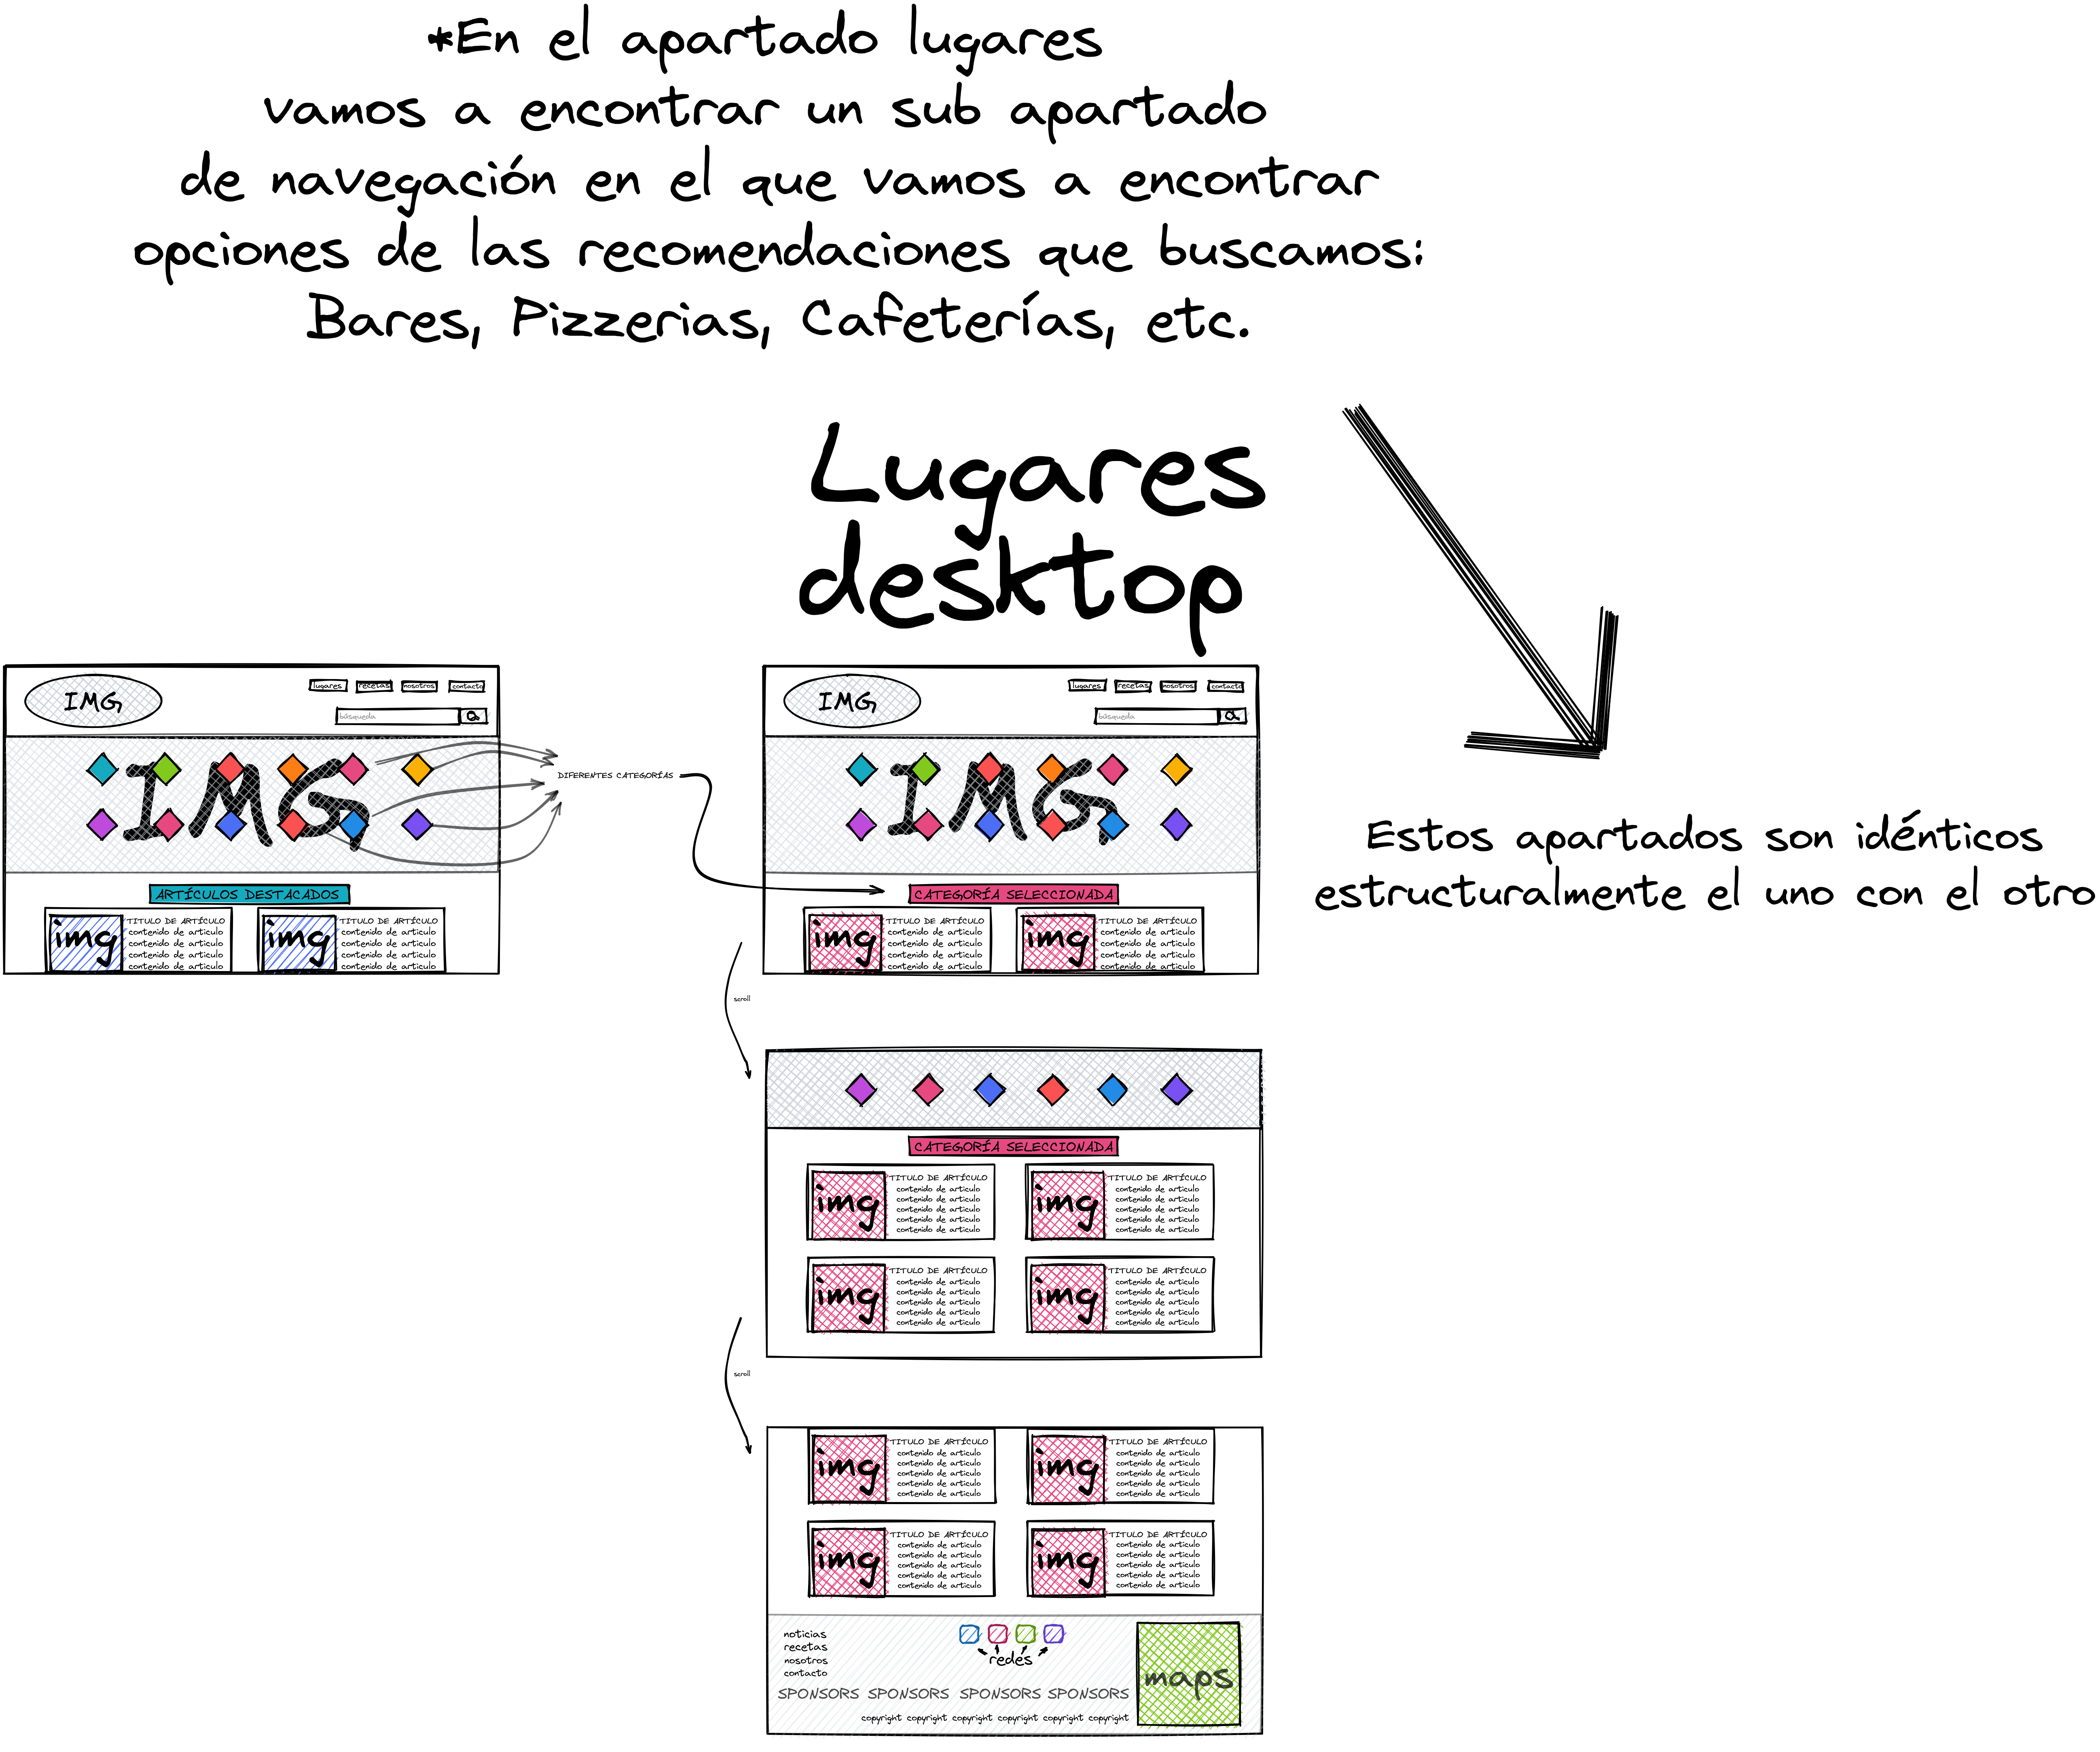 *En el apartado lugares
vamos a encontrar un sub apartado
de navegación en el que vamos a encontrar
opciones de las recomendaciones que buscamos:
Bares, Pizzerias, Cafeterías, etc.
Lugares
desktop
IMG
lugares
recetas
nosotros
contacto
búsqueda
IMG
ARTÍCULOS DESTACADOS
img
TITULO DE ARTÍCULO
contenido de articulo
contenido de articulo
contenido de articulo
contenido de articulo
img
TITULO DE ARTÍCULO
contenido de articulo
contenido de articulo
contenido de articulo
contenido de articulo
DIFERENTES CATEGORÍAS
IMG
lugares
recetas
nosotros
contacto
búsqueda
IMG
CATEGORÍA SELECCIONADA
img
TITULO DE ARTÍCULO
contenido de articulo
contenido de articulo
contenido de articulo
contenido de articulo
img
TITULO DE ARTÍCULO
contenido de articulo
contenido de articulo
contenido de articulo
contenido de articulo
Estos apartados son idénticos
estructuralmente el uno con el otro
scroll
CATEGORÍA SELECCIONADA
img
TITULO DE ARTÍCULO
contenido de articulo
contenido de articulo
contenido de articulo
contenido de articulo
contenido de articulo
img
TITULO DE ARTÍCULO
contenido de articulo
contenido de articulo
contenido de articulo
contenido de articulo
contenido de articulo
img
TITULO DE ARTÍCULO
contenido de articulo
contenido de articulo
contenido de articulo
contenido de articulo
contenido de articulo
img
TITULO DE ARTÍCULO
contenido de articulo
contenido de articulo
contenido de articulo
contenido de articulo
contenido de articulo
scroll
img
TITULO DE ARTÍCULO
contenido de articulo
contenido de articulo
contenido de articulo
contenido de articulo
contenido de articulo
img
TITULO DE ARTÍCULO
contenido de articulo
contenido de articulo
contenido de articulo
contenido de articulo
contenido de articulo
img
TITULO DE ARTÍCULO
contenido de articulo
contenido de articulo
contenido de articulo
contenido de articulo
contenido de articulo
img
TITULO DE ARTÍCULO
contenido de articulo
contenido de articulo
contenido de articulo
contenido de articulo
contenido de articulo
noticias
recetas
nosotros
contacto
redes
maps
SPONSORS SPONSORS SPONSORS SPONSORS
copyright copyright copyright copyright copyright copyright